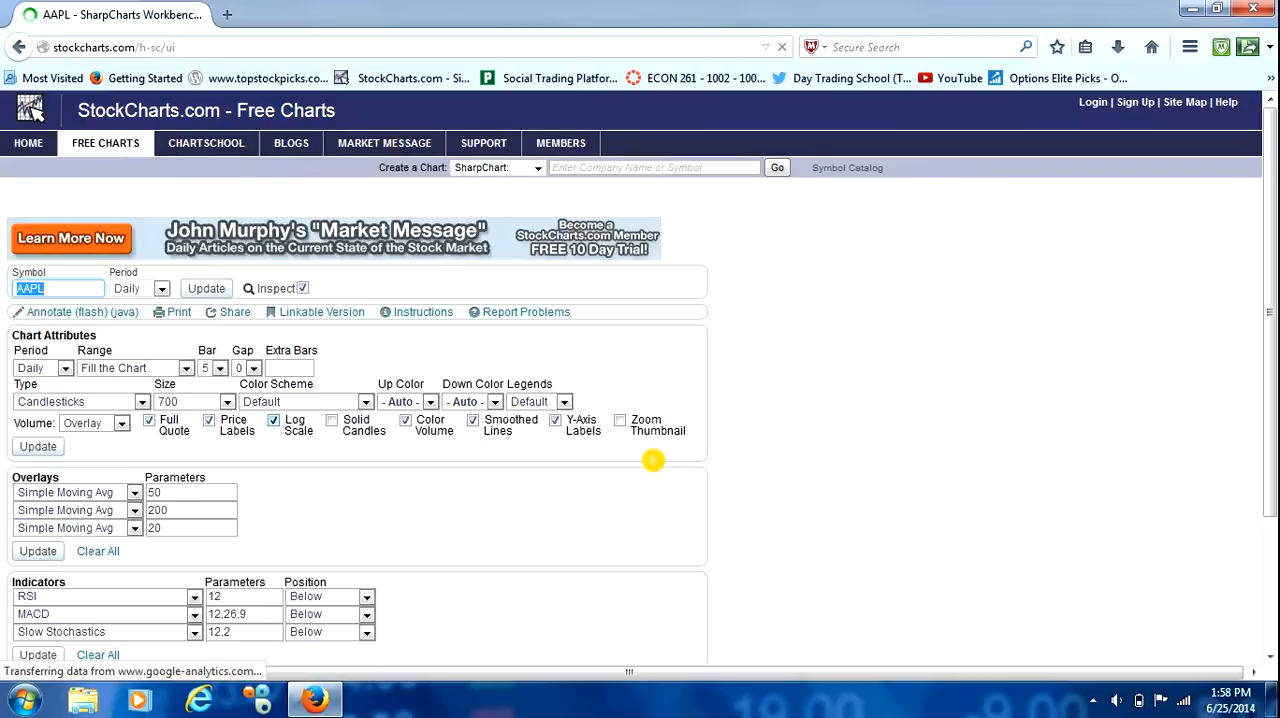 AAPL - SharpCharts Workbenc...
stockcharts.com/h-sc/ui
Secure Search
Most Visited
Getting Started
www.topstockpicks.co...
StockCharts.com - Si...
Social Trading Platfor...
ECON 261 - 1002 - 100...
Day Trading School (T...
YouTube
Options Elite Picks - O...
StockCharts.com - Free Charts
Login | Sign Up | Site Map | Help
HOME
FREE CHARTS
CHARTSCHOOL
BLOGS
MARKET MESSAGE
SUPPORT
MEMBERS
Create a Chart: SharpChart: Enter Company Name or Symbol Go Symbol Catalog
Learn More Now
John Murphy's "Market Message"
Daily Articles on the Current State of the Stock Market
Become a
StockCharts.com Member
FREE 10 Day Trial!
Symbol Period
AAPL Daily Update Inspect
Annotate (flash) (java) Print Share Linkable Version Instructions Report Problems
Chart Attributes
Period Range Bar Gap Extra Bars
Daily Fill the Chart 5 0
Type Size Color Scheme Up Color Down Color Legends
Candlesticks 700 Default - Auto - - Auto - Default
Volume: Overlay
Full Quote
Price Labels
Log Scale
Solid Candles
Color Volume
Smoothed Lines
Y-Axis Labels
Zoom Thumbnail
Update
Overlays Parameters
Simple Moving Avg 50
Simple Moving Avg 200
Simple Moving Avg 20
Update Clear All
Indicators Parameters Position
RSI 12 Below
MACD 12,26,9 Below
Slow Stochastics 12,2 Below
Update Clear All
Transferring data from www.google-analytics.com...
1:58 PM
6/25/2014